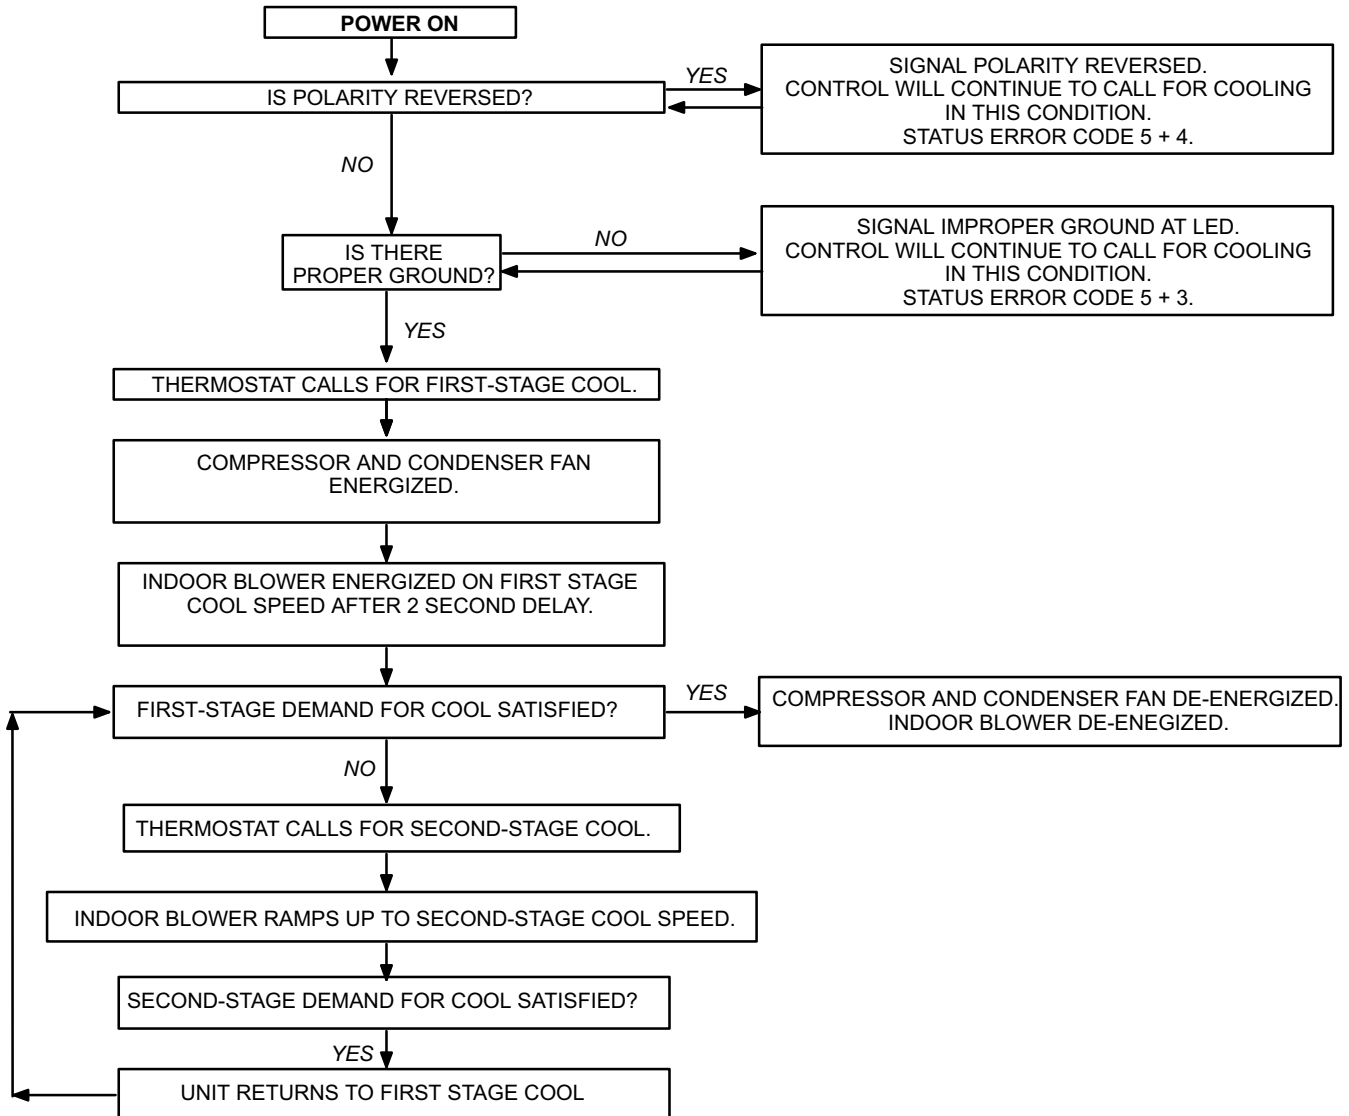 POWER ON
IS POLARITY REVERSED?
YES
SIGNAL POLARITY REVERSED.
CONTROL WILL CONTINUE TO CALL FOR COOLING
IN THIS CONDITION.
STATUS ERROR CODE 5 + 4.
NO
IS THERE
PROPER GROUND?
NO
SIGNAL IMPROPER GROUND AT LED.
CONTROL WILL CONTINUE TO CALL FOR COOLING
IN THIS CONDITION.
STATUS ERROR CODE 5 + 3.
YES
THERMOSTAT CALLS FOR FIRST-STAGE COOL.
COMPRESSOR AND CONDENSER FAN
ENERGIZED.
INDOOR BLOWER ENERGIZED ON FIRST STAGE
COOL SPEED AFTER 2 SECOND DELAY.
FIRST-STAGE DEMAND FOR COOL SATISFIED?
YES
COMPRESSOR AND CONDENSER FAN DE-ENERGIZED.
INDOOR BLOWER DE-ENEGIZED.
NO
THERMOSTAT CALLS FOR SECOND-STAGE COOL.
INDOOR BLOWER RAMPS UP TO SECOND-STAGE COOL SPEED.
SECOND-STAGE DEMAND FOR COOL SATISFIED?
YES
UNIT RETURNS TO FIRST STAGE COOL